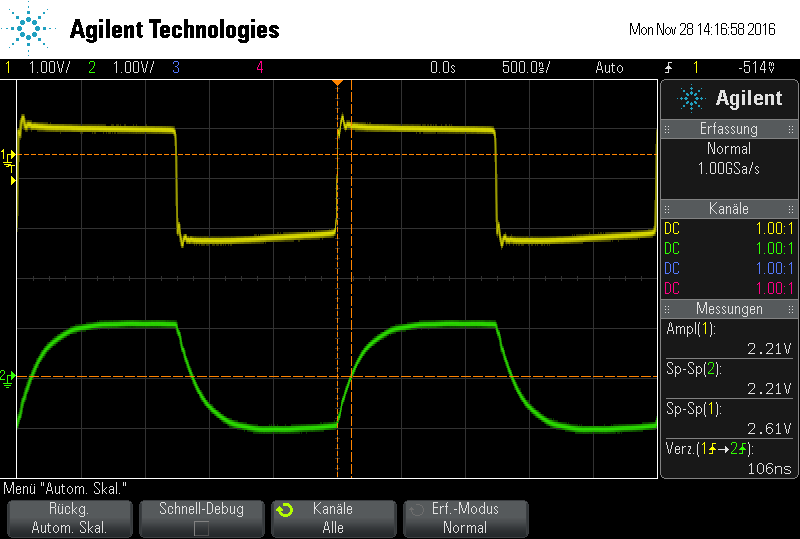 Agilent Technologies
Mon Nov 28 14:16:58 2016
1 1.00V/ 2 1.00V/ 3 4 0.0s 500.0ns/ Auto 1 -514mV
Agilent
Erfassung
Normal
1.00GSa/s
Kanäle
DC 1.00:1
DC 1.00:1
DC 1.00:1
DC 1.00:1
Messungen
Ampl(1):
2.21V
Sp-Sp(2):
2.21V
Sp-Sp(1):
2.61V
Verz.(1→2):
106ns
1
2
Menü "Autom. Skal."
Rückg.
Autom. Skal.
Schnell-Debug
Kanäle
Alle
Erf.-Modus
Normal